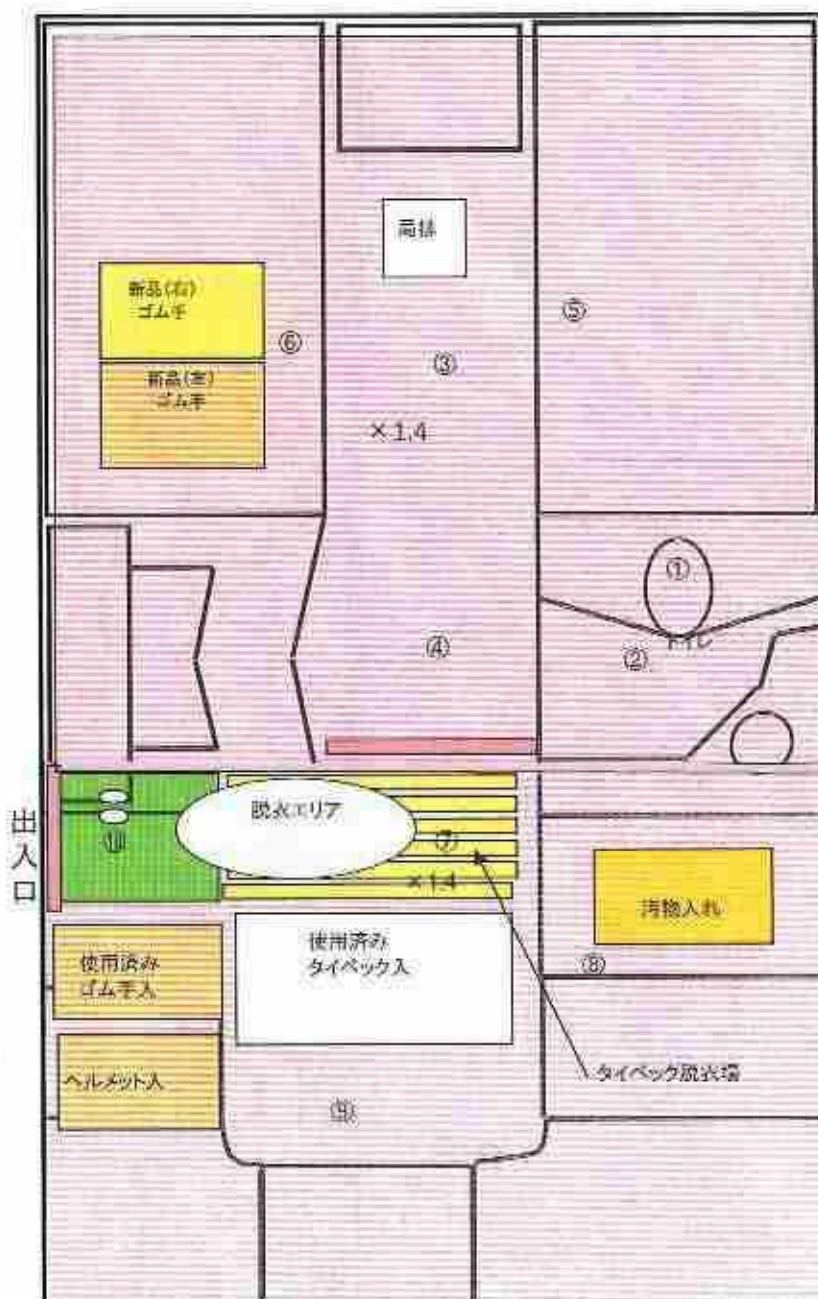 局排
新品(右)
ゴム手
⑤
⑥
③
新品(左)
ゴム手
×1.4
①
トイレ
④
②
脱衣エリア
出入口
⑦
×1.4
汚物入れ
使用済み
タイベック入
使用済み
ゴム手入
⑧
ヘルメット入
タイベック脱衣場
⑨